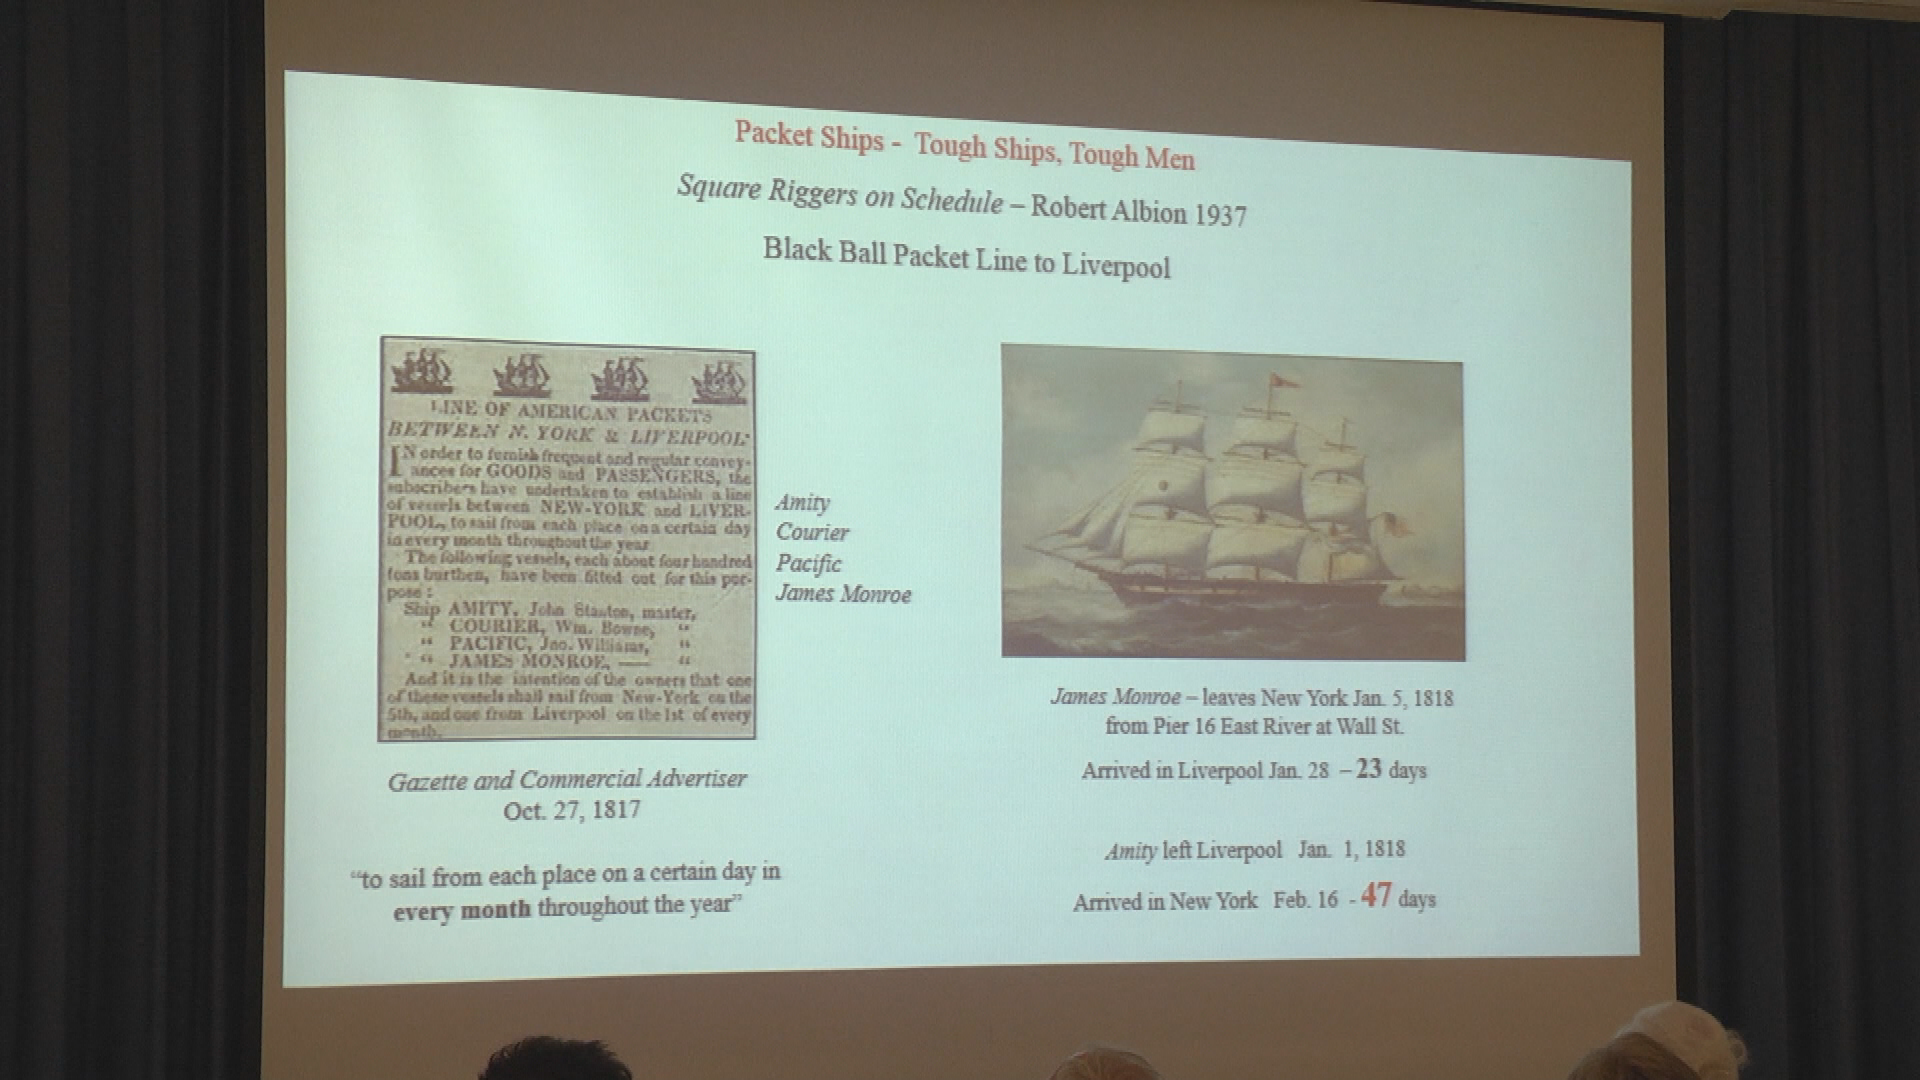 Packet Ships - Tough Ships, Tough Men
Square Riggers on Schedule – Robert Albion 1937
Black Ball Packet Line to Liverpool
LINE OF AMERICAN PACKETS
BETWEEN N. YORK & LIVERPOOL.
IN order to furnish frequent and regular convey-
ances for GOODS and PASSENGERS, the
subscribers have undertaken to establish a line
of vessels between NEW-YORK and LIVER-
POOL, to sail from each place on a certain day
in every month throughout the year
The following vessels, each about four hundred
tons burthen, have been fitted out for this pur-
pose:
Ship AMITY, John Stanton, master,
“ COURIER, Wm. Bowne, “
“ PACIFIC, Jno. Williams, “
“ JAMES MONROE, — “
And it is the intention of the owners that one
of these vessels shall sail from New-York on the
5th, and one from Liverpool on the 1st of every
month.
Amity
Courier
Pacific
James Monroe
Gazette and Commercial Advertiser
Oct. 27, 1817
“to sail from each place on a certain day in
every month throughout the year”
James Monroe – leaves New York Jan. 5, 1818
from Pier 16 East River at Wall St.
Arrived in Liverpool Jan. 28 – 23 days
Amity left Liverpool Jan. 1, 1818
Arrived in New York Feb. 16 - 47 days